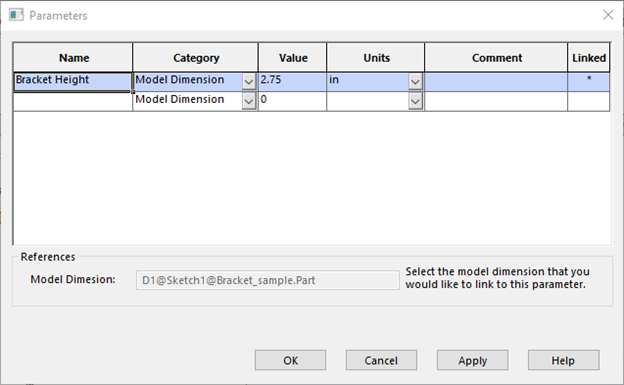 Parameters
Name Category Value Units Comment Linked
Bracket Height Model Dimension 2.75 in *
Model Dimension 0
References
Model Dimesion: D1@Sketch1@Bracket_sample.Part Select the model dimension that you
would like to link to this parameter.
OK Cancel Apply Help